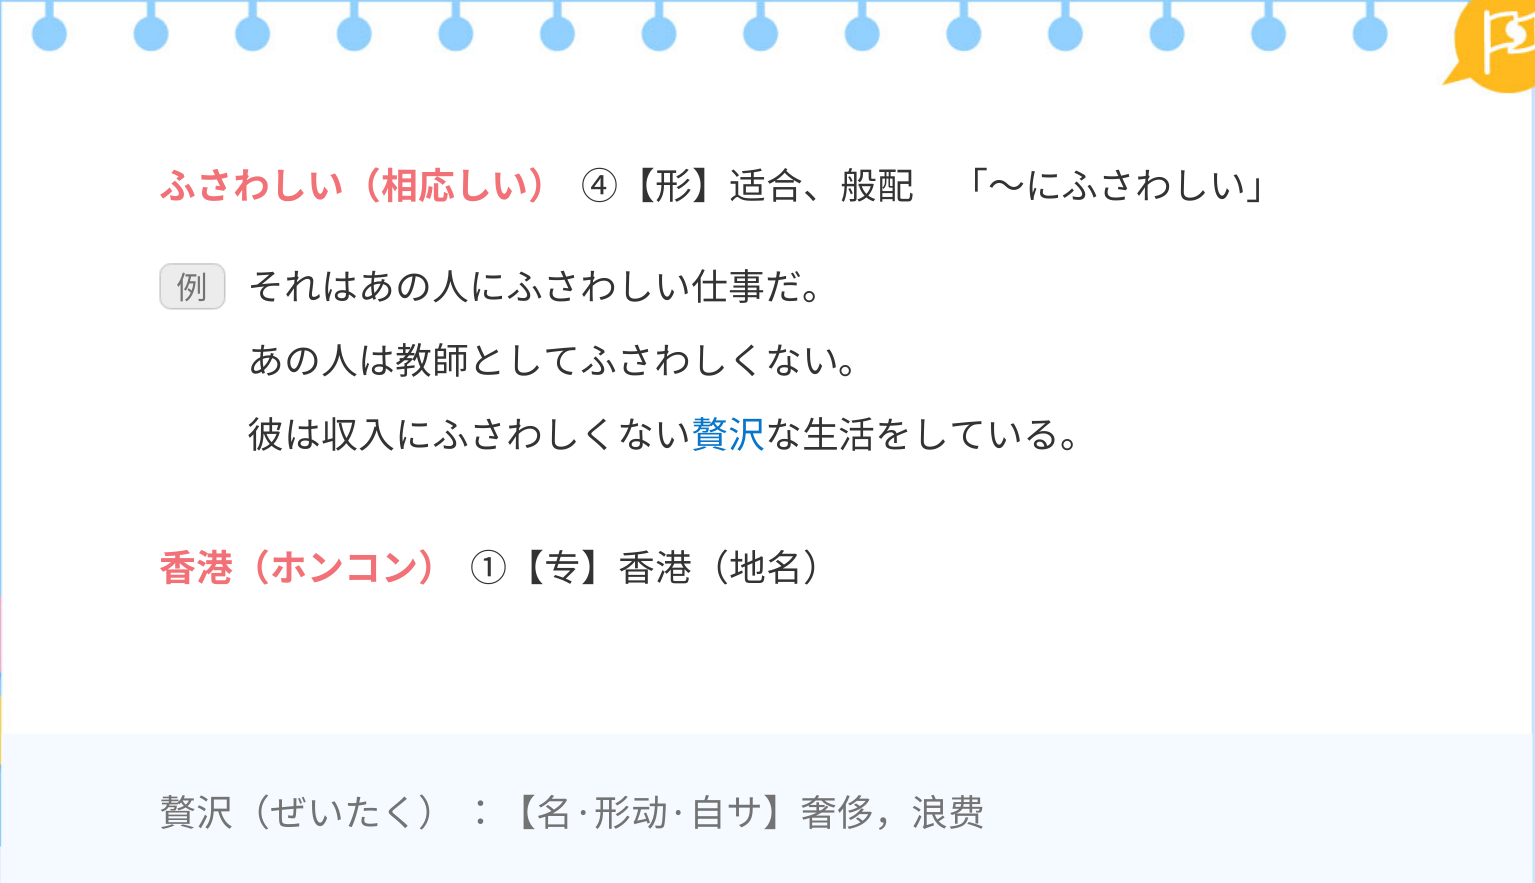 ふさわしい（相応しい） ④【形】适合、般配　「～にふさわしい」
例 それはあの人にふさわしい仕事だ。
あの人は教師としてふさわしくない。
彼は収入にふさわしくない贅沢な生活をしている。
香港（ホンコン） ①【专】香港（地名）
贅沢（ぜいたく）：【名·形动·自サ】奢侈，浪费